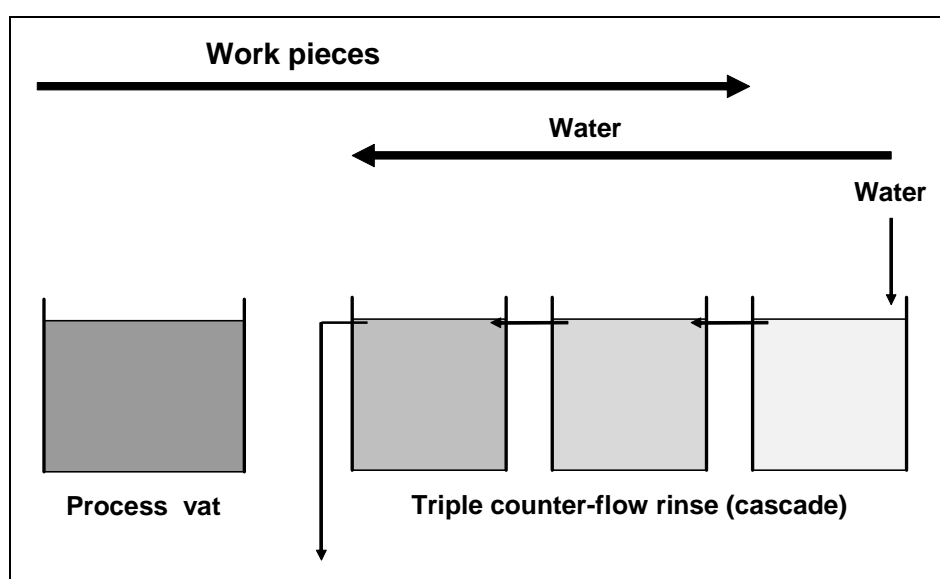 Work pieces
Water
Water
Process vat
Triple counter-flow rinse (cascade)